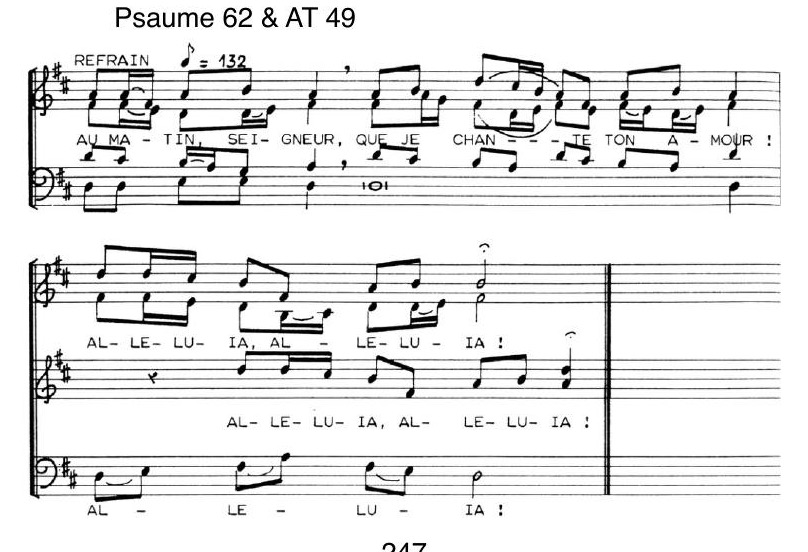 Psaume 62 & AT 49
REFRAIN ♪ = 132
AU MA - TIN, SEI- GNEUR, QUE JE CHAN - - - TE TON A - MOUR !
AL- LE- LU- IA, AL - LE- LU - IA !
AL- LE- LU- IA, AL- LE- LU- IA !
AL - LE - LU - IA !
247